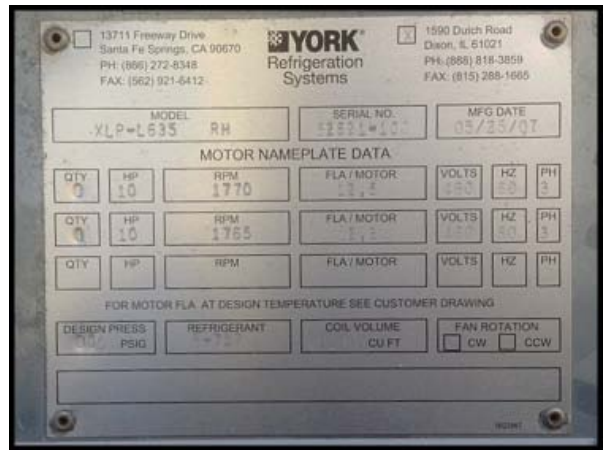 13711 Freeway Drive
Santa Fe Springs, CA 90670
PH: (866) 272-8348
FAX: (562) 921-6412
YORK
Refrigeration
Systems
X
1590 Dutch Road
Dixon, IL 61021
PH: (888) 818-3859
FAX: (815) 288-1665
MODEL
XLP-L635 RH
SERIAL NO.
MFG DATE
05/25/07
MOTOR NAMEPLATE DATA
QTY HP RPM FLA / MOTOR VOLTS HZ PH
10 1770 3
QTY HP RPM FLA / MOTOR VOLTS HZ PH
10 1765 3
QTY HP RPM FLA / MOTOR VOLTS HZ PH
FOR MOTOR FLA AT DESIGN TEMPERATURE SEE CUSTOMER DRAWING
DESIGN PRESS REFRIGERANT COIL VOLUME FAN ROTATION
PSIG CU FT CW CCW